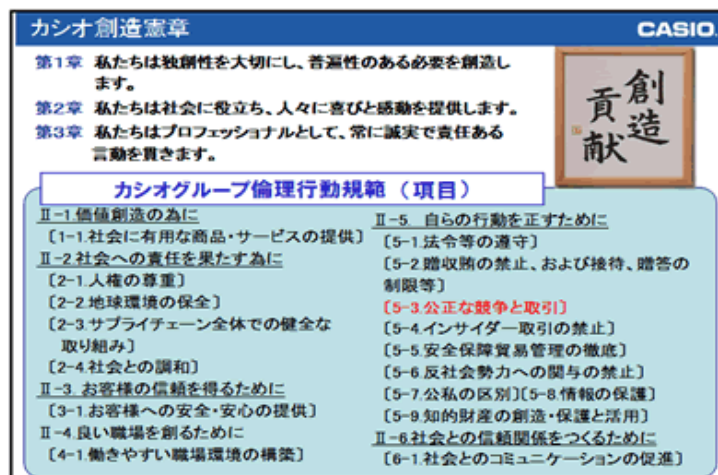 カシオ創造憲章
CASIO.
第1章 私たちは独創性を大切にし、普遍性のある必要を創造し
ます。
第2章 私たちは社会に役立ち、人々に喜びと感動を提供します。
第3章 私たちはプロフェッショナルとして、常に誠実で責任ある
言動を貫きます。
創造
貢献
カシオグループ倫理行動規範（項目）
Ⅱ-1.価値創造の為に
〔1-1.社会に有用な商品・サービスの提供〕
Ⅱ-2.社会への責任を果たす為に
〔2-1.人権の尊重〕
〔2-2.地球環境の保全〕
〔2-3.サプライチェーン全体での健全な
取り組み〕
〔2-4.社会との調和〕
Ⅱ-3.お客様の信頼を得るために
〔3-1.お客様への安全・安心の提供〕
Ⅱ-4.良い職場を創るために
〔4-1.働きやすい職場環境の構築〕
Ⅱ-5. 自らの行動を正すために
〔5-1.法令等の遵守〕
〔5-2.贈収賄の禁止、および接待、贈答の
制限等〕
〔5-3.公正な競争と取引〕
〔5-4.インサイダー取引の禁止〕
〔5-5.安全保障貿易管理の徹底〕
〔5-6.反社会勢力への関与の禁止〕
〔5-7.公私の区別〕〔5-8.情報の保護〕
〔5-9.知的財産の創造・保護と活用〕
Ⅱ-6.社会との信頼関係をつくるために
〔6-1.社会とのコミュニケーションの促進〕